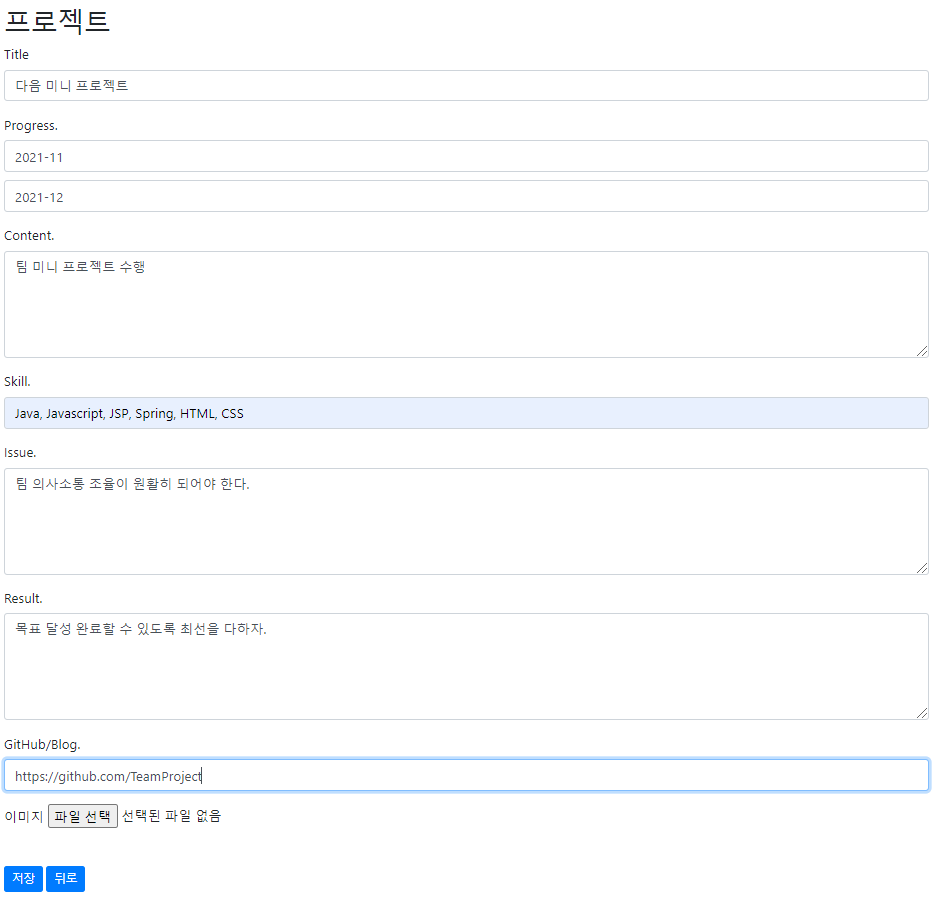 프로젝트
Title
다음 미니 프로젝트
Progress.
2021-11
2021-12
Content.
팀 미니 프로젝트 수행
Skill.
Java, Javascript, JSP, Spring, HTML, CSS
Issue.
팀 의사소통 조율이 원활히 되어야 한다.
Result.
목표 달성 완료할 수 있도록 최선을 다하자.
GitHub/Blog.
https://github.com/TeamProject
이미지 파일 선택 선택된 파일 없음
저장 뒤로